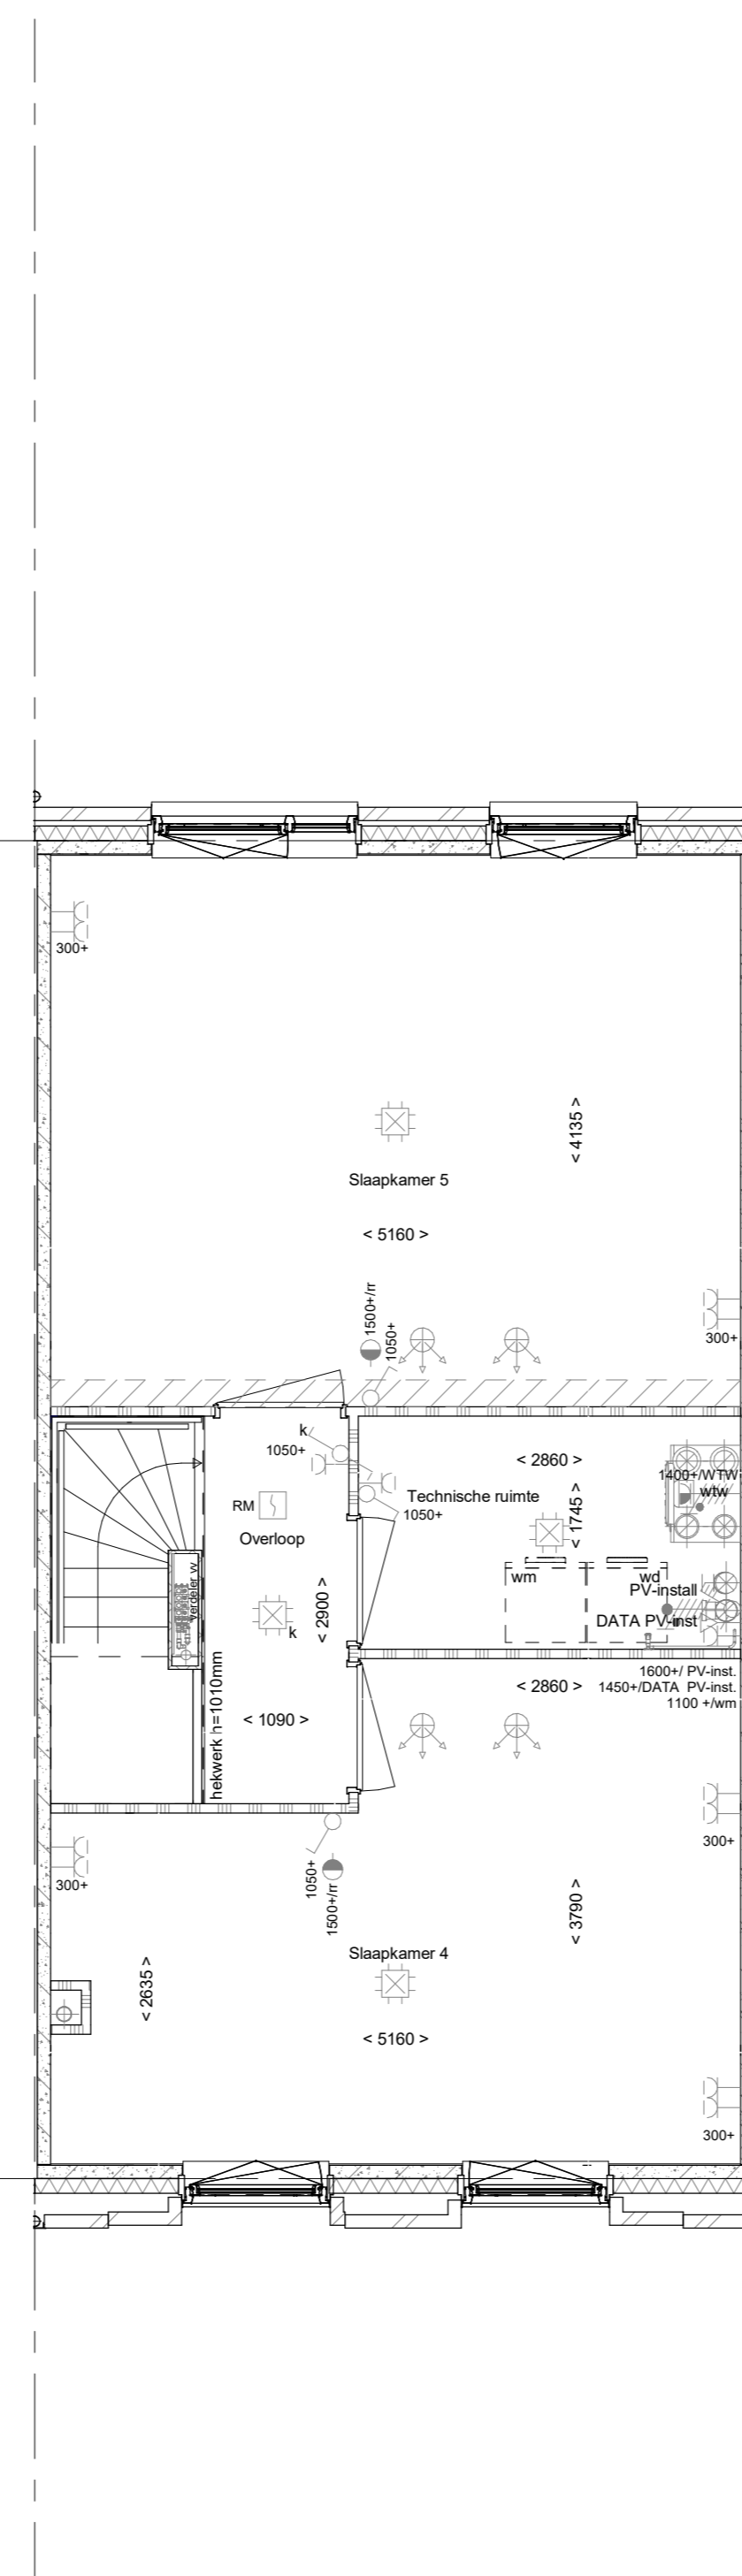 300+
< 4135 >
Slaapkamer 5
< 5160 >
1500+/rr
1050+
300+
k
1050+
< 2860 >
1400+/WTW
wtw
RM
Technische ruimte
1050+
< 1745 >
Overloop
wm
wd
PV-install
verdeler vv
DATA PV-inst
k
< 2900 >
1600+/ PV-inst.
< 2860 >
1450+/DATA PV-inst.
1100 +/wm
hekwerk h=1010mm
< 1090 >
300+
1050+
300+
1500+/rr
< 3790 >
Slaapkamer 4
< 2635 >
< 5160 >
300+